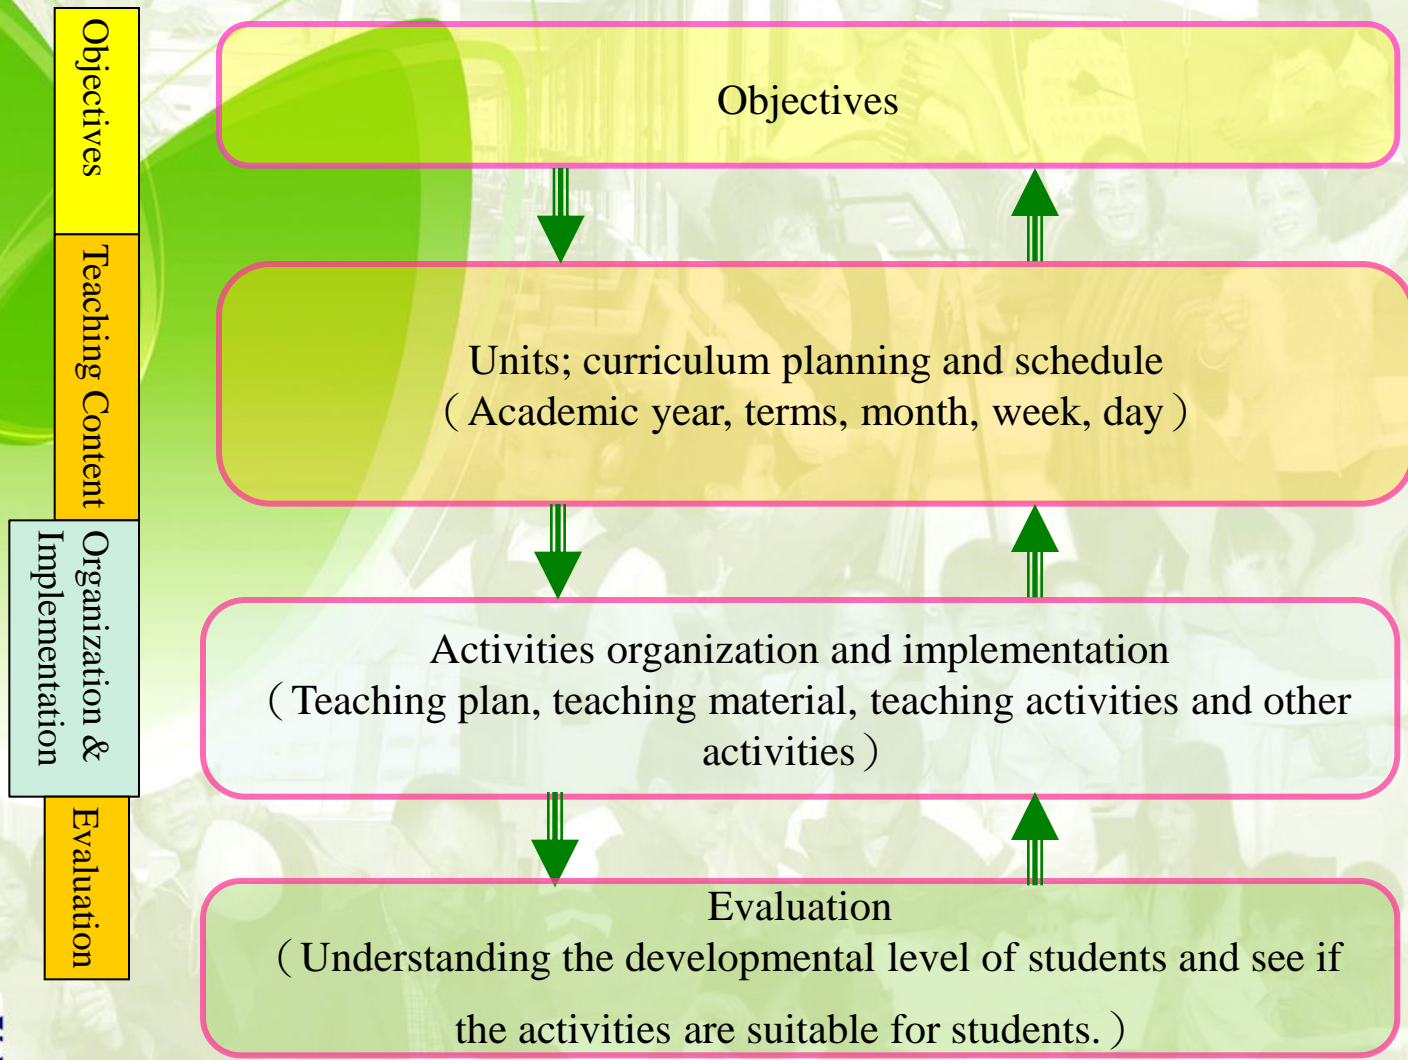 Objectives
Objectives
Teaching Content
Units; curriculum planning and schedule
（Academic year, terms, month, week, day）
Organization &
Implementation
Activities organization and implementation
（Teaching plan, teaching material, teaching activities and other
activities）
Evaluation
Evaluation
（Understanding the developmental level of students and see if
the activities are suitable for students.）